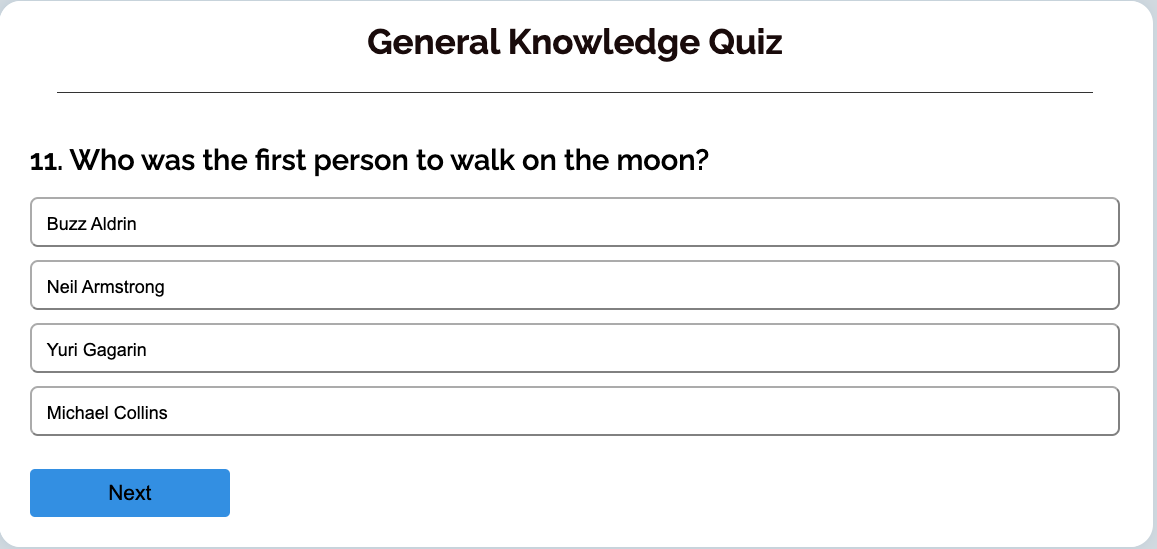 General Knowledge Quiz
11. Who was the first person to walk on the moon?
Buzz Aldrin
Neil Armstrong
Yuri Gagarin
Michael Collins
Next